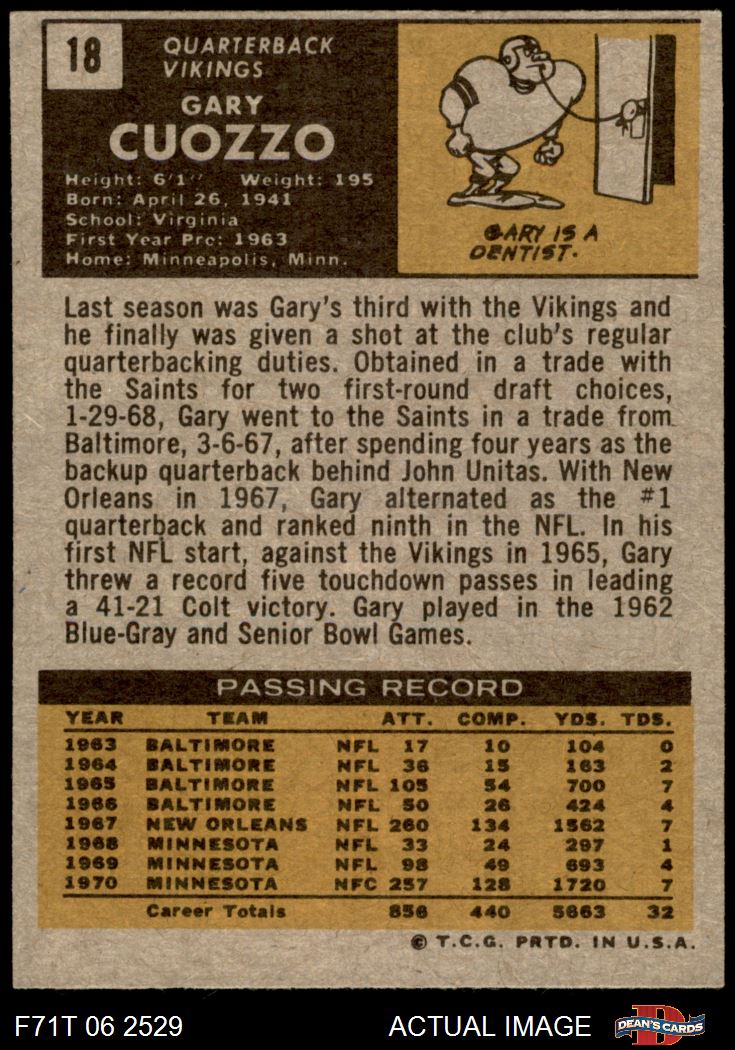 18
QUARTERBACK
VIKINGS
GARY
CUOZZO
Height: 6'1" Weight: 195
Born: April 26, 1941
School: Virginia
First Year Pro: 1963
Home: Minneapolis, Minn.
GARY IS A
DENTIST.
Last season was Gary's third with the Vikings and
he finally was given a shot at the club's regular
quarterbacking duties. Obtained in a trade with
the Saints for two first-round draft choices,
1-29-68, Gary went to the Saints in a trade from
Baltimore, 3-6-67, after spending four years as the
backup quarterback behind John Unitas. With New
Orleans in 1967, Gary alternated as the #1
quarterback and ranked ninth in the NFL. In his
first NFL start, against the Vikings in 1965, Gary
threw a record five touchdown passes in leading
a 41-21 Colt victory. Gary played in the 1962
Blue-Gray and Senior Bowl Games.
PASSING RECORD
YEAR TEAM ATT. COMP. YDS. TDS.
1963 BALTIMORE NFL 17 10 104 0
1964 BALTIMORE NFL 36 15 163 2
1965 BALTIMORE NFL 105 54 700 7
1966 BALTIMORE NFL 50 26 424 4
1967 NEW ORLEANS NFL 260 134 1562 7
1968 MINNESOTA NFL 33 24 297 1
1969 MINNESOTA NFL 98 49 693 4
1970 MINNESOTA NFC 257 128 1720 7
Career Totals 856 440 5663 32
© T.C.G. PRTD. IN U.S.A.
F71T 06 2529 ACTUAL IMAGE DEAN'S CARDS